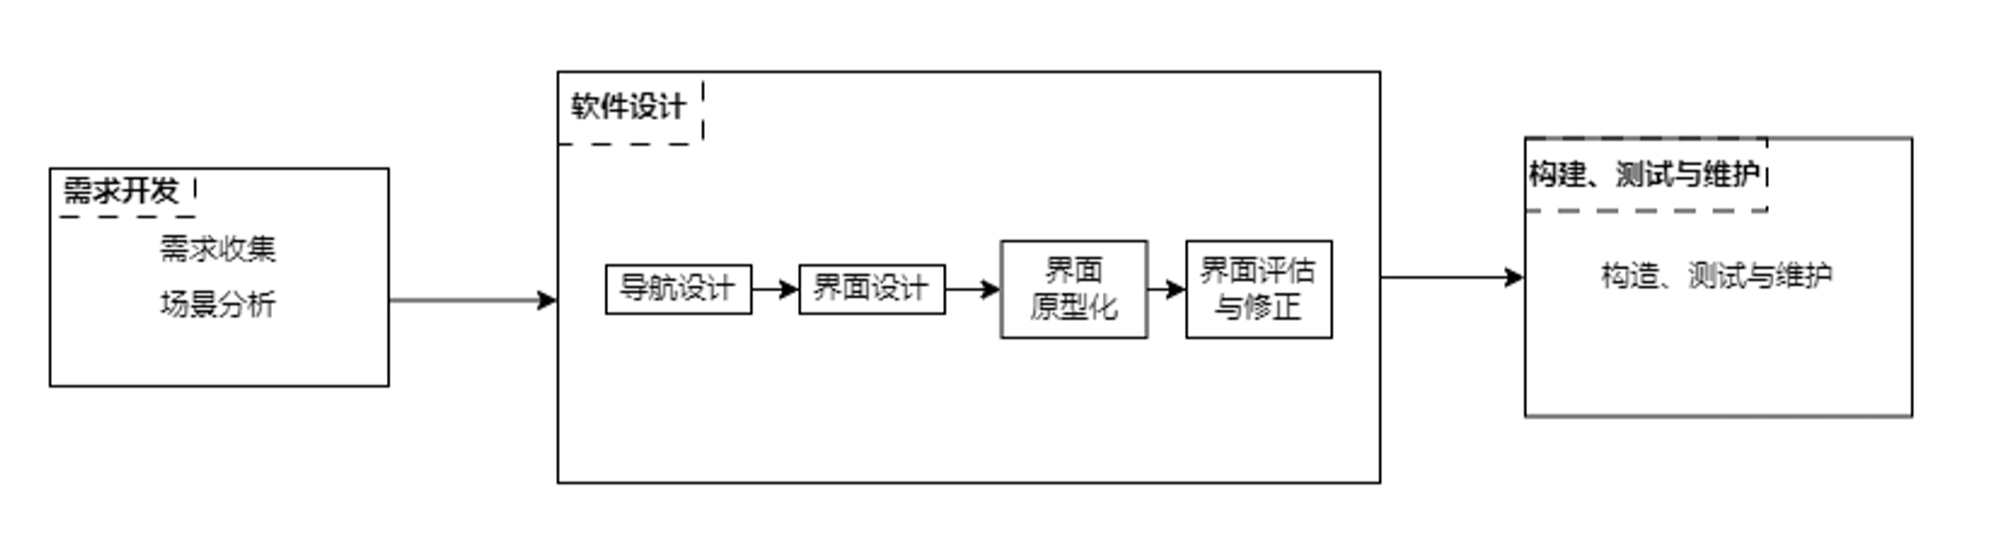 需求开发
需求收集
场景分析
软件设计
导航设计
界面设计
界面
原型化
界面评估
与修正
构建、测试与维护
构造、测试与维护